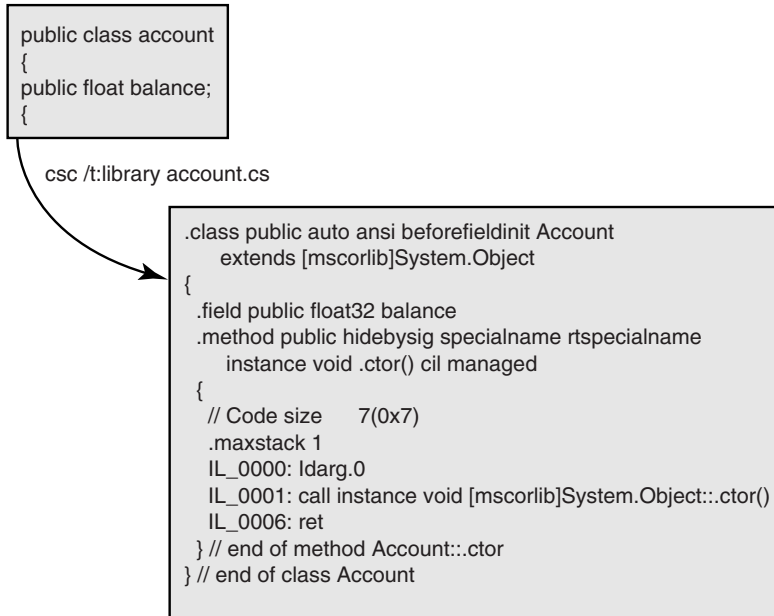 public class account
{
public float balance;
{
csc /t:library account.cs
.class public auto ansi beforefieldinit Account
extends [mscorlib]System.Object
{
.field public float32 balance
.method public hidebysig specialname rtspecialname
instance void .ctor() cil managed
{
// Code size 7(0x7)
.maxstack 1
IL_0000: Idarg.0
IL_0001: call instance void [mscorlib]System.Object::.ctor()
IL_0006: ret
} // end of method Account::.ctor
} // end of class Account